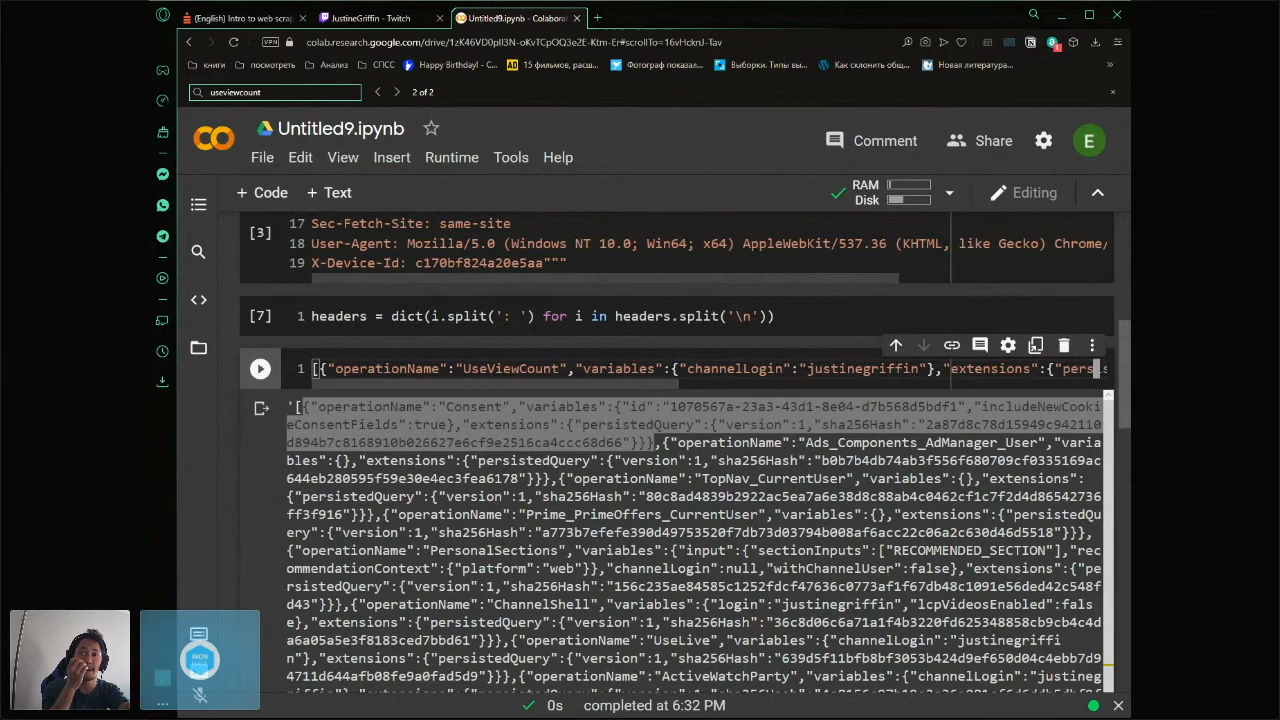 (English) Intro to web scrap
JustineGriffin - Twitch
Untitled9.ipynb - Colaborat
VPN
colab.research.google.com/drive/1zK46VD0pII3N-oKvTCpOQ3e2E-Ktm-Er#scrollTo=16vHcknJ-Tav
книги
посмотреть
Анализ
СПСС
Happy Birthday! - C...
15 фильмов, расш...
Фотограф показал...
Выборки. Типы вы...
Как склонить общ...
Новая литература...
useviewcount
2 of 2
Untitled9.ipynb
Comment
Share
E
File Edit View Insert Runtime Tools Help
+ Code + Text
RAM
Disk
Editing
17 Sec-Fetch-Site: same-site
[3]
18 User-Agent: Mozilla/5.0 (Windows NT 10.0; Win64; x64) AppleWebKit/537.36 (KHTML, like Gecko) Chrome/
19 X-Device-Id: c170bf824a20e5aa"""
[7] 1 headers = dict(i.split(': ') for i in headers.split('\n'))
1 [{"operationName":"UseViewCount","variables":{"channelLogin":"justinegriffin"},"extensions":{"pers
'[{"operationName":"Consent","variables":{"id":"1070567a-23a3-43d1-8e04-d7b568d5bdf1","includeNewCooki
eConsentFields":true},"extensions":{"persistedQuery":{"version":1,"sha256Hash":"2a87d8c78d15949c942110
d894b7c8168910b026627e6cf9e2516ca4ccc68d66"}}},{"operationName":"Ads_Components_AdManager_User","varia
bles":{},"extensions":{"persistedQuery":{"version":1,"sha256Hash":"b0b7b4db74ab3f556f680709cf0335169ac
644eb280595f59e30e4ec3fea6178"}}},{"operationName":"TopNav_CurrentUser","variables":{},"extensions":
{"persistedQuery":{"version":1,"sha256Hash":"80c8ad4839b2922ac5ea7a6e38d8c88ab4c0462cf1c7f2d4d86542736
ff3f916"}}},{"operationName":"Prime_PrimeOffers_CurrentUser","variables":{},"extensions":{"persistedQu
ery":{"version":1,"sha256Hash":"a773b7efefe390d49753520f7db73d03794b008af6acc22c06a2c630d46d5518"}}},
{"operationName":"PersonalSections","variables":{"input":{"sectionInputs":["RECOMMENDED_SECTION"],"rec
ommendationContext":{"platform":"web"}},"channelLogin":null,"withChannelUser":false},"extensions":{"pe
rsistedQuery":{"version":1,"sha256Hash":"156c235ae84585c1252fdcf47636c0773af1f67db48c1091e56ded42c548f
d43"}}},{"operationName":"ChannelShell","variables":{"login":"justinegriffin","lcpVideosEnabled":fals
e},"extensions":{"persistedQuery":{"version":1,"sha256Hash":"36c8d06c6a71a1f4b3220fd625348858cb9cb4c4d
a6a05a5e3f8183ced7bbd61"}}},{"operationName":"UseLive","variables":{"channelLogin":"justinegriffi
n"},"extensions":{"persistedQuery":{"version":1,"sha256Hash":"639d5f11bfb8bf3053b424d9ef650d04c4ebb7d9
4711d644afb08fe9a0fad5d9"}}},{"operationName":"ActiveWatchParty","variables":{"channelLogin":"justineg
0s completed at 6:32 PM